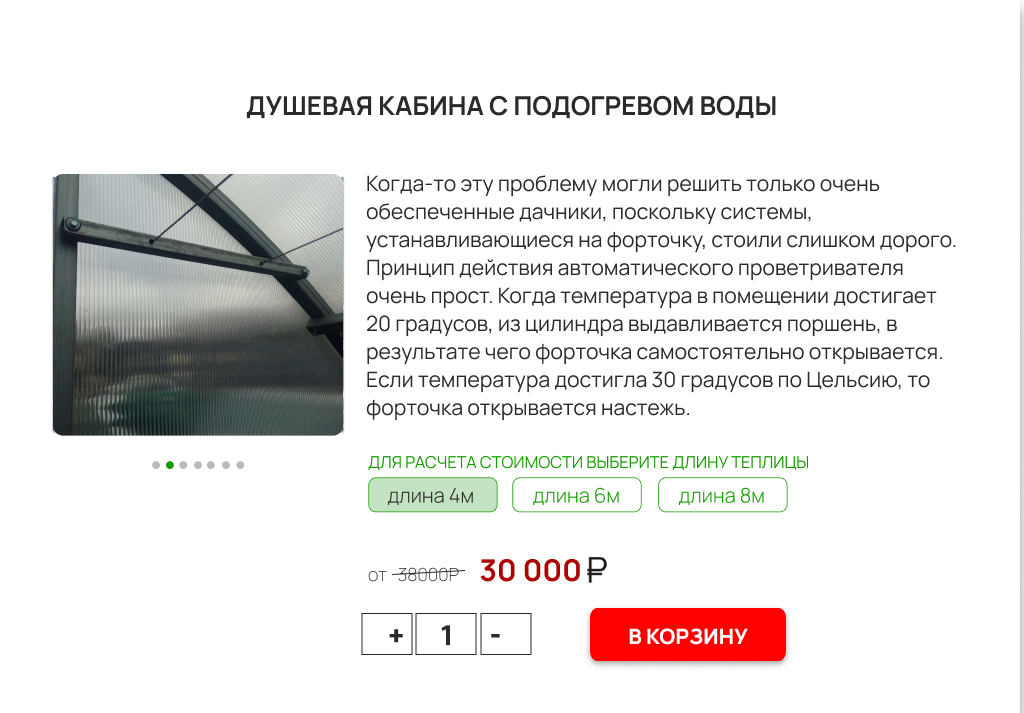 ДУШЕВАЯ КАБИНА С ПОДОГРЕВОМ ВОДЫ
Когда-то эту проблему могли решить только очень
обеспеченные дачники, поскольку системы,
устанавливающиеся на форточку, стоили слишком дорого.
Принцип действия автоматического проветривателя
очень прост. Когда температура в помещении достигает
20 градусов, из цилиндра выдавливается поршень, в
результате чего форточка самостоятельно открывается.
Если температура достигла 30 градусов по Цельсию, то
форточка открывается настежь.
ДЛЯ РАСЧЕТА СТОИМОСТИ ВЫБЕРИТЕ ДЛИНУ ТЕПЛИЦЫ
длина 4м длина 6м длина 8м
от 38000Р 30 000 ₽
+ 1 - В КОРЗИНУ